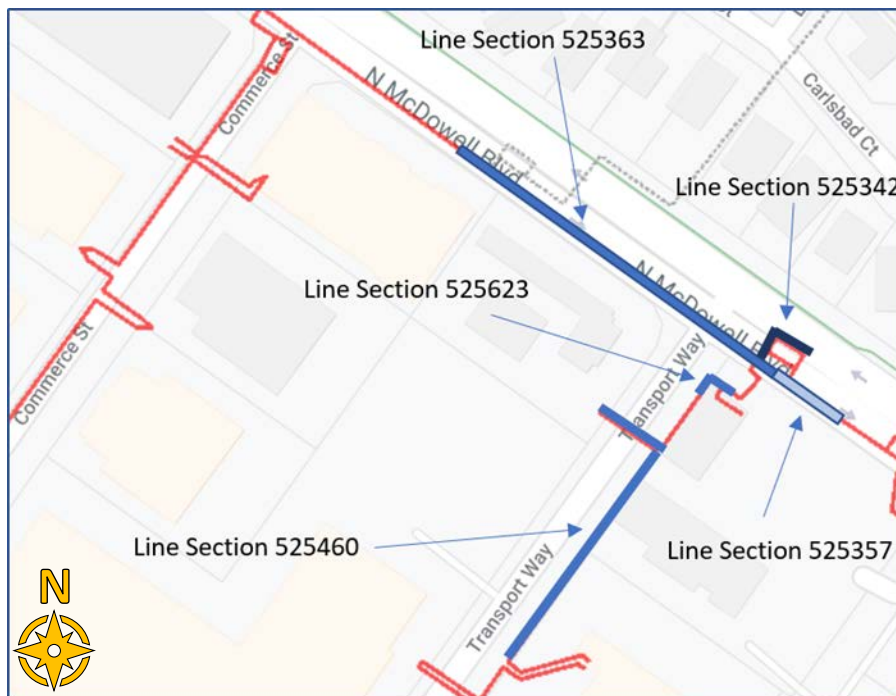 Line Section 525363
Commerce St
N McDowell Blvd
Carlsbad Ct
Line Section 525342
Line Section 525623
N McDowell Blvd
Transport Way
Commerce St
Line Section 525460
Transport Way
Line Section 525357
N